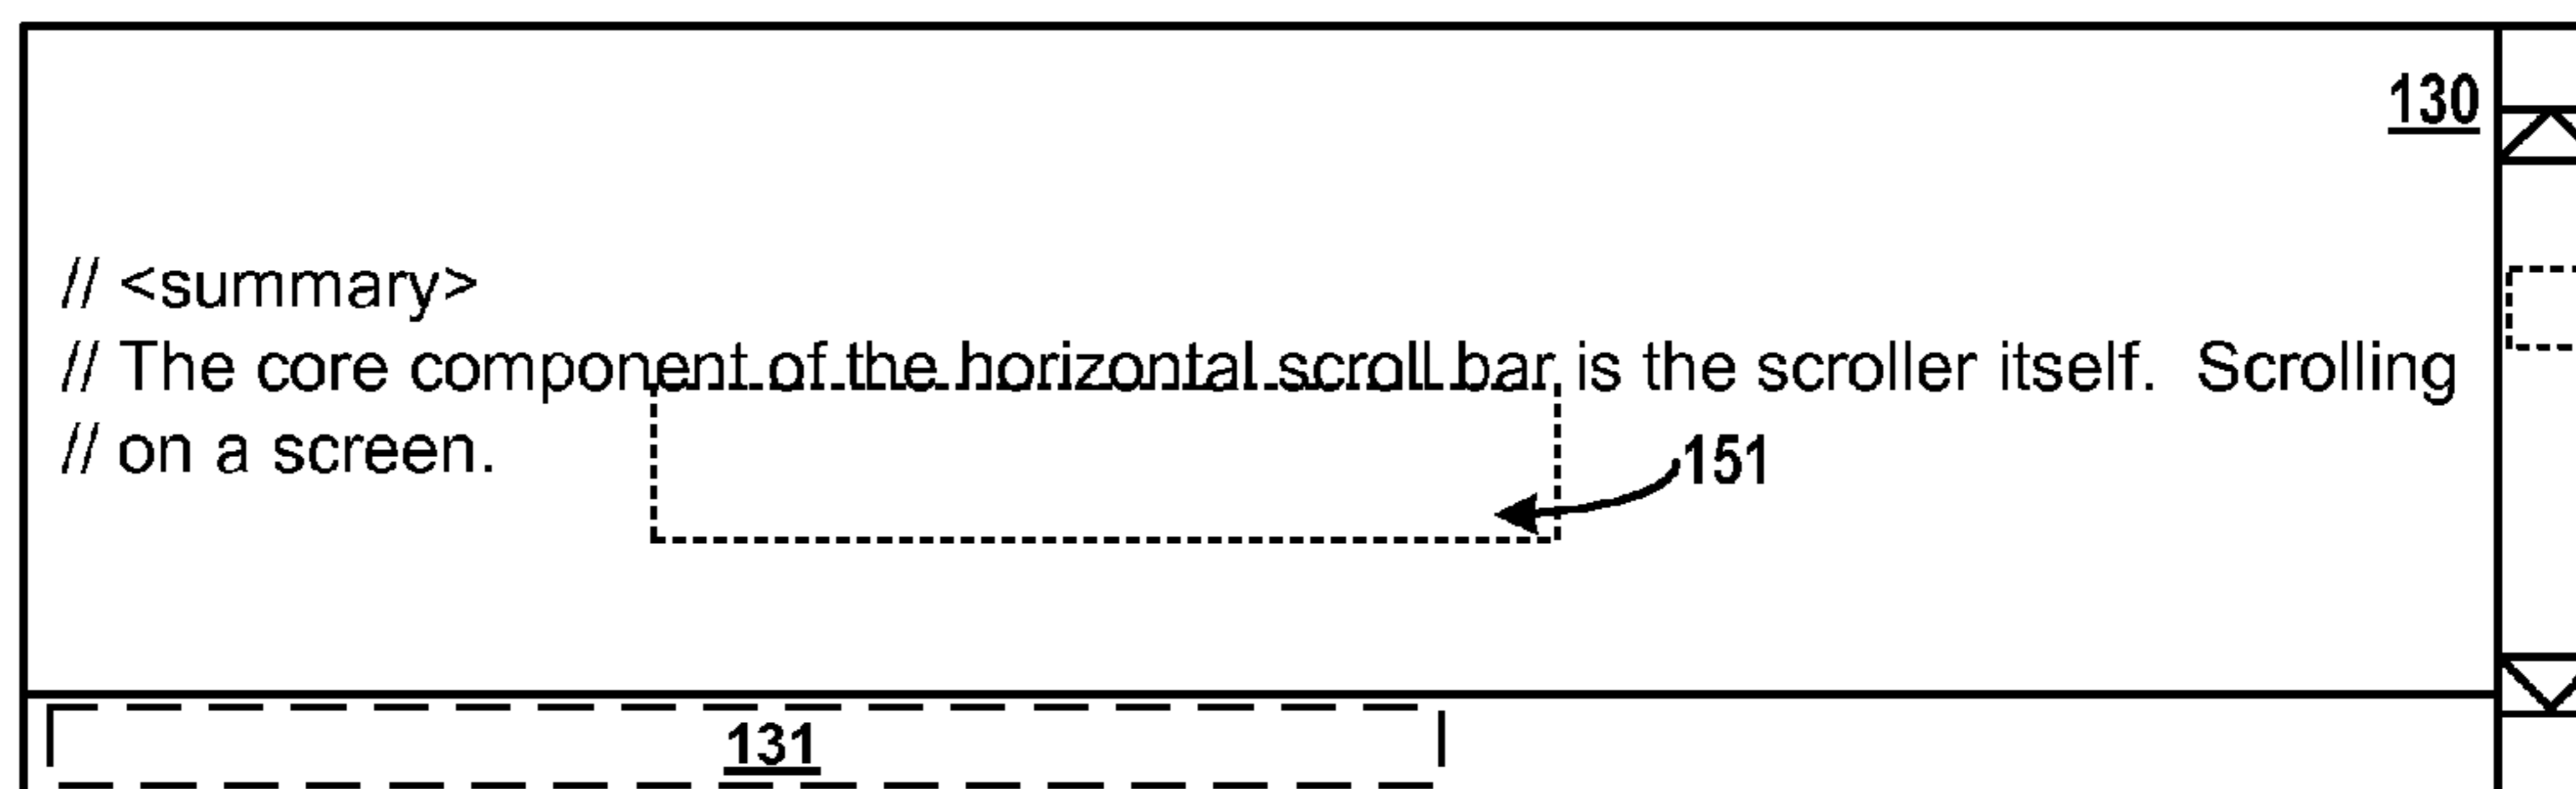 130
// <summary>
// The core component of the horizontal scroll bar is the scroller itself.  Scrolling
// on a screen.
151
131